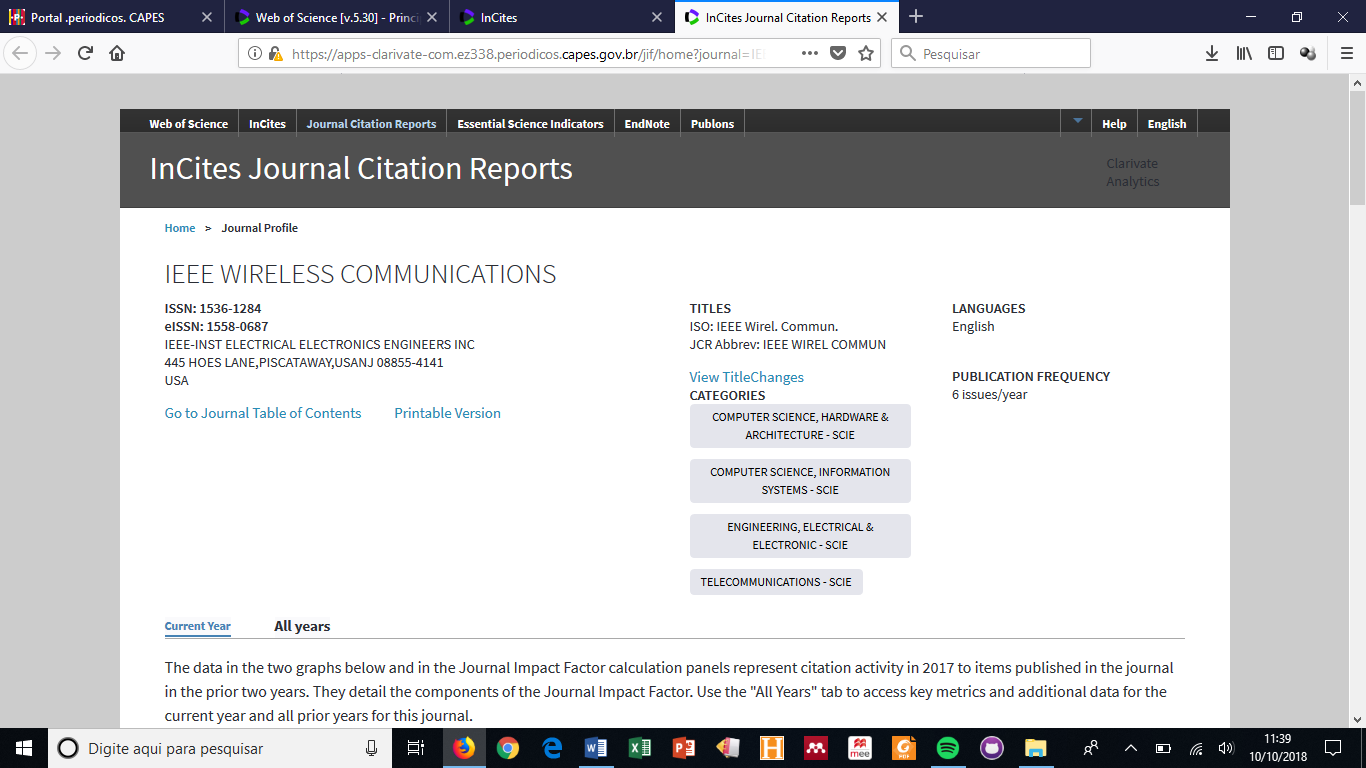 Portal .periodicos. CAPES
Web of Science [v.5.30] - Princi
InCites
InCites Journal Citation Reports
https://apps-clarivate-com.ez338.periodicos.capes.gov.br/jif/home?journal=IE
Pesquisar
Web of Science
InCites
Journal Citation Reports
Essential Science Indicators
EndNote
Publons
Help
English
InCites Journal Citation Reports
Clarivate
Analytics
Home > Journal Profile
IEEE WIRELESS COMMUNICATIONS
ISSN: 1536-1284
eISSN: 1558-0687
IEEE-INST ELECTRICAL ELECTRONICS ENGINEERS INC
445 HOES LANE,PISCATAWAY,USANJ 08855-4141
USA
Go to Journal Table of Contents
Printable Version
TITLES
ISO: IEEE Wirel. Commun.
JCR Abbrev: IEEE WIREL COMMUN
View TitleChanges
CATEGORIES
COMPUTER SCIENCE, HARDWARE &
ARCHITECTURE - SCIE
COMPUTER SCIENCE, INFORMATION
SYSTEMS - SCIE
ENGINEERING, ELECTRICAL &
ELECTRONIC - SCIE
TELECOMMUNICATIONS - SCIE
LANGUAGES
English
PUBLICATION FREQUENCY
6 issues/year
Current Year
All years
The data in the two graphs below and in the Journal Impact Factor calculation panels represent citation activity in 2017 to items published in the journal
in the prior two years. They detail the components of the Journal Impact Factor. Use the "All Years" tab to access key metrics and additional data for the
current year and all prior years for this journal.
Digite aqui para pesquisar
11:39
10/10/2018